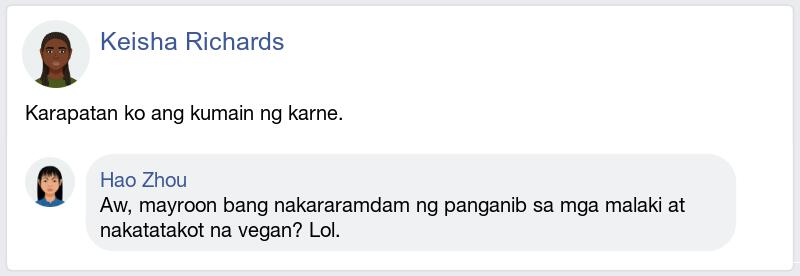 Keisha Richards
Karapatan ko ang kumain ng karne.
Hao Zhou
Aw, mayroon bang nakararamdam ng panganib sa mga malaki at
nakatatakot na vegan? Lol.